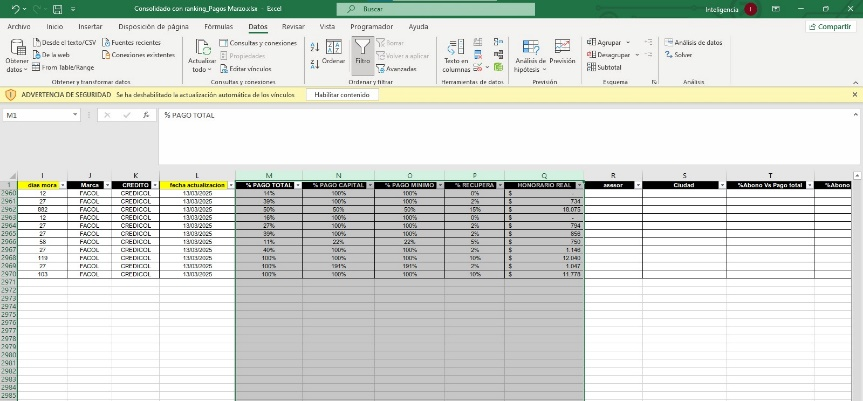 Consolidado con ranking_Pagos Marzo.xlsx - Excel
Buscar
Inteligencia I
Archivo Inicio Insertar Disposición de página Fórmulas Datos Revisar Vista Programador Ayuda
Compartir
Obtener datos
Desde el texto/CSV
De la web
From Table/Range
Fuentes recientes
Conexiones existentes
Obtener y transformar datos
Actualizar todo
Consultas y conexiones
Propiedades
Editar vínculos
Consultas y conexiones
Ordenar
Filtro
Borrar
Volver a aplicar
Avanzadas
Ordenar y filtrar
Texto en columnas
Herramientas de datos
Análisis de hipótesis
Previsión
Previsión
Agrupar
Desagrupar
Subtotal
Esquema
Análisis de datos
Solver
Análisis
ADVERTENCIA DE SEGURIDAD Se ha deshabilitado la actualización automática de los vínculos Habilitar contenido
M1 fx % PAGO TOTAL
I J K L M N O P Q R S T
1 dias mora Marca CREDITO fecha actualizacion % PAGO TOTAL % PAGO CAPITAL % PAGO MINIMO % RECUPERA HONORARIO REAL asesor Ciudad %Abono Vs Pago total %Abono
2960 12 FACOL CREDICOL 13/03/2025 14% 100% 100% 0% $ -
2961 27 FACOL CREDICOL 13/03/2025 39% 100% 100% 2% $ 734
2962 882 FACOL CREDICOL 13/03/2025 50% 50% 50% 15% $ 18.075
2963 12 FACOL CREDICOL 13/03/2025 16% 100% 100% 0% $ -
2964 27 FACOL CREDICOL 13/03/2025 27% 100% 100% 2% $ 794
2965 27 FACOL CREDICOL 13/03/2025 39% 100% 100% 2% $ 856
2966 58 FACOL CREDICOL 13/03/2025 11% 22% 22% 5% $ 750
2967 27 FACOL CREDICOL 13/03/2025 40% 100% 100% 2% $ 1.146
2968 119 FACOL CREDICOL 13/03/2025 100% 100% 100% 10% $ 12.040
2969 27 FACOL CREDICOL 13/03/2025 100% 191% 191% 2% $ 1.047
2970 103 FACOL CREDICOL 13/03/2025 100% 100% 100% 10% $ 11.778
2971
2972
2973
2974
2975
2976
2977
2978
2979
2980
2981
2982
2983
2984
2985